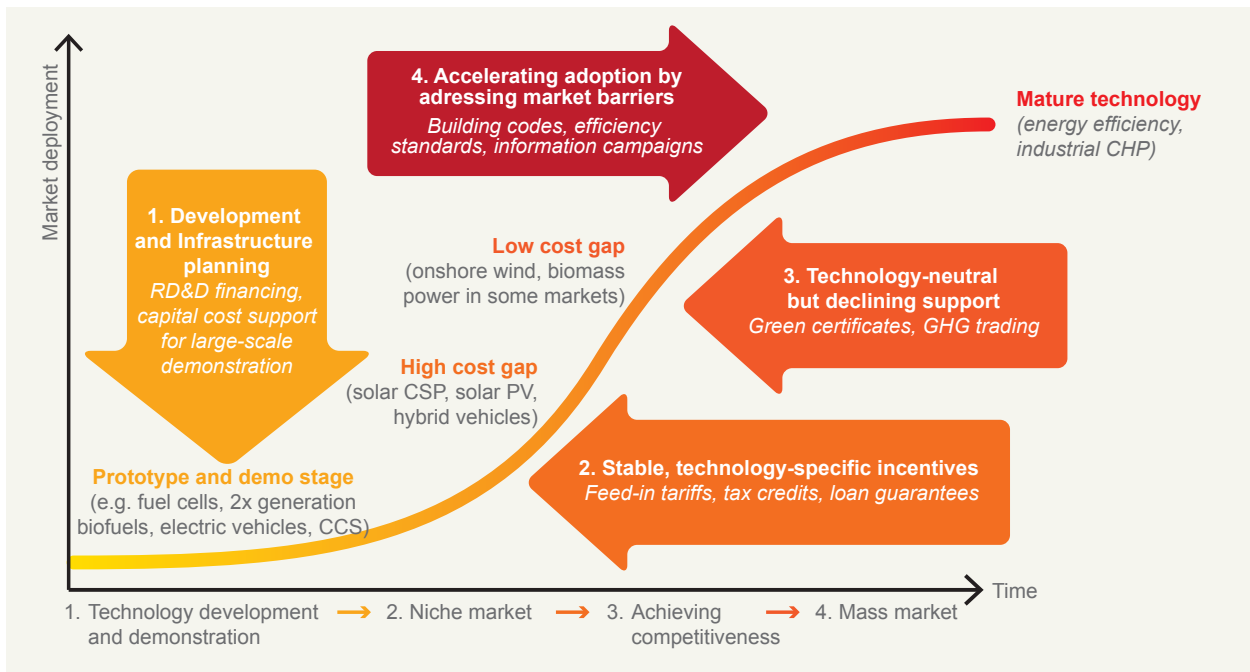 Market deployment
4. Accelerating adoption by
adressing market barriers
Building codes, efficiency
standards, information campaigns
Mature technology
(energy efficiency,
industrial CHP)
1. Development
and Infrastructure
planning
RD&D financing,
capital cost support
for large-scale
demonstration
Low cost gap
(onshore wind, biomass
power in some markets)
3. Technology-neutral
but declining support
Green certificates, GHG trading
High cost gap
(solar CSP, solar PV,
hybrid vehicles)
2. Stable, technology-specific incentives
Feed-in tariffs, tax credits, loan guarantees
Prototype and demo stage
(e.g. fuel cells, 2x generation
biofuels, electric vehicles, CCS)
Time
1. Technology development
and demonstration
2. Niche market
3. Achieving
competitiveness
4. Mass market